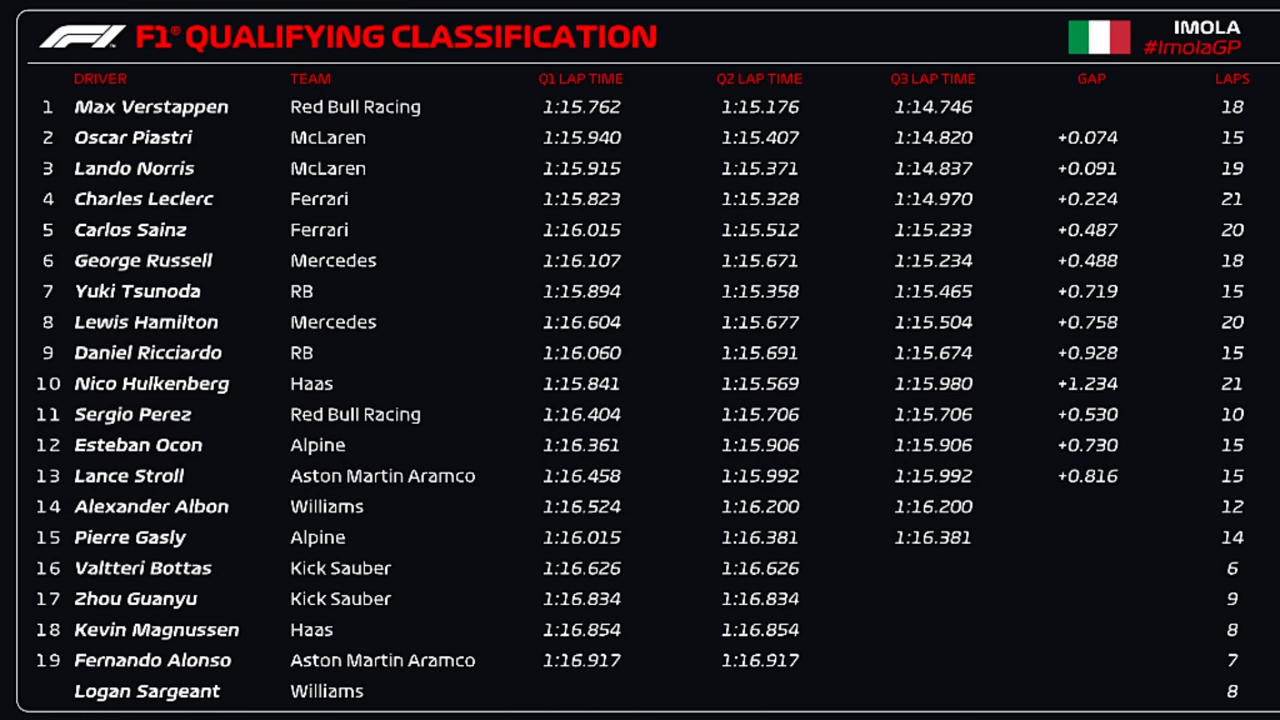 F1® QUALIFYING CLASSIFICATION IMOLA
#ImolaGP
DRIVER TEAM Q1 LAP TIME Q2 LAP TIME Q3 LAP TIME GAP LAPS
1 Max Verstappen Red Bull Racing 1:15.762 1:15.176 1:14.746 18
2 Oscar Piastri McLaren 1:15.940 1:15.407 1:14.820 +0.074 15
3 Lando Norris McLaren 1:15.915 1:15.371 1:14.837 +0.091 19
4 Charles Leclerc Ferrari 1:15.823 1:15.328 1:14.970 +0.224 21
5 Carlos Sainz Ferrari 1:16.015 1:15.512 1:15.233 +0.487 20
6 George Russell Mercedes 1:16.107 1:15.671 1:15.234 +0.488 18
7 Yuki Tsunoda RB 1:15.894 1:15.358 1:15.465 +0.719 15
8 Lewis Hamilton Mercedes 1:16.604 1:15.677 1:15.504 +0.758 20
9 Daniel Ricciardo RB 1:16.060 1:15.691 1:15.674 +0.928 15
10 Nico Hulkenberg Haas 1:15.841 1:15.569 1:15.980 +1.234 21
11 Sergio Perez Red Bull Racing 1:16.404 1:15.706 1:15.706 +0.530 10
12 Esteban Ocon Alpine 1:16.361 1:15.906 1:15.906 +0.730 15
13 Lance Stroll Aston Martin Aramco 1:16.458 1:15.992 1:15.992 +0.816 15
14 Alexander Albon Williams 1:16.524 1:16.200 1:16.200 12
15 Pierre Gasly Alpine 1:16.015 1:16.381 1:16.381 14
16 Valtteri Bottas Kick Sauber 1:16.626 1:16.626 6
17 Zhou Guanyu Kick Sauber 1:16.834 1:16.834 9
18 Kevin Magnussen Haas 1:16.854 1:16.854 8
19 Fernando Alonso Aston Martin Aramco 1:16.917 1:16.917 7
Logan Sargeant Williams 8